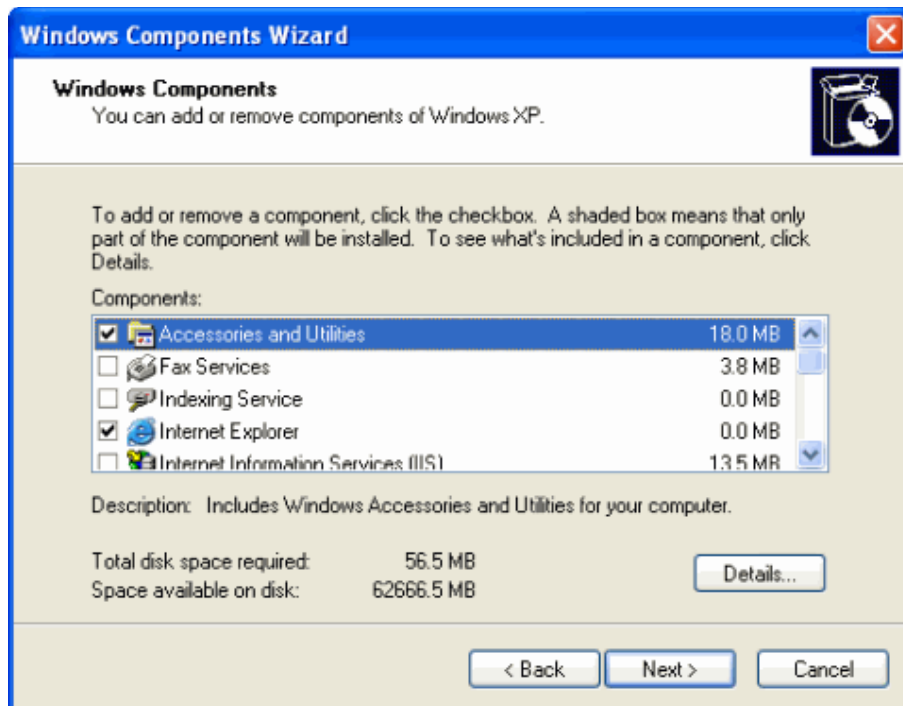 Windows Components Wizard
Windows Components
You can add or remove components of Windows XP.
To add or remove a component, click the checkbox. A shaded box means that only
part of the component will be installed. To see what's included in a component, click
Details.
Components:
Accessories and Utilities 18.0 MB
Fax Services 3.8 MB
Indexing Service 0.0 MB
Internet Explorer 0.0 MB
Internet Information Services (IIS) 13.5 MB
Description: Includes Windows Accessories and Utilities for your computer.
Total disk space required: 56.5 MB
Space available on disk: 62666.5 MB
Details...
< Back Next > Cancel